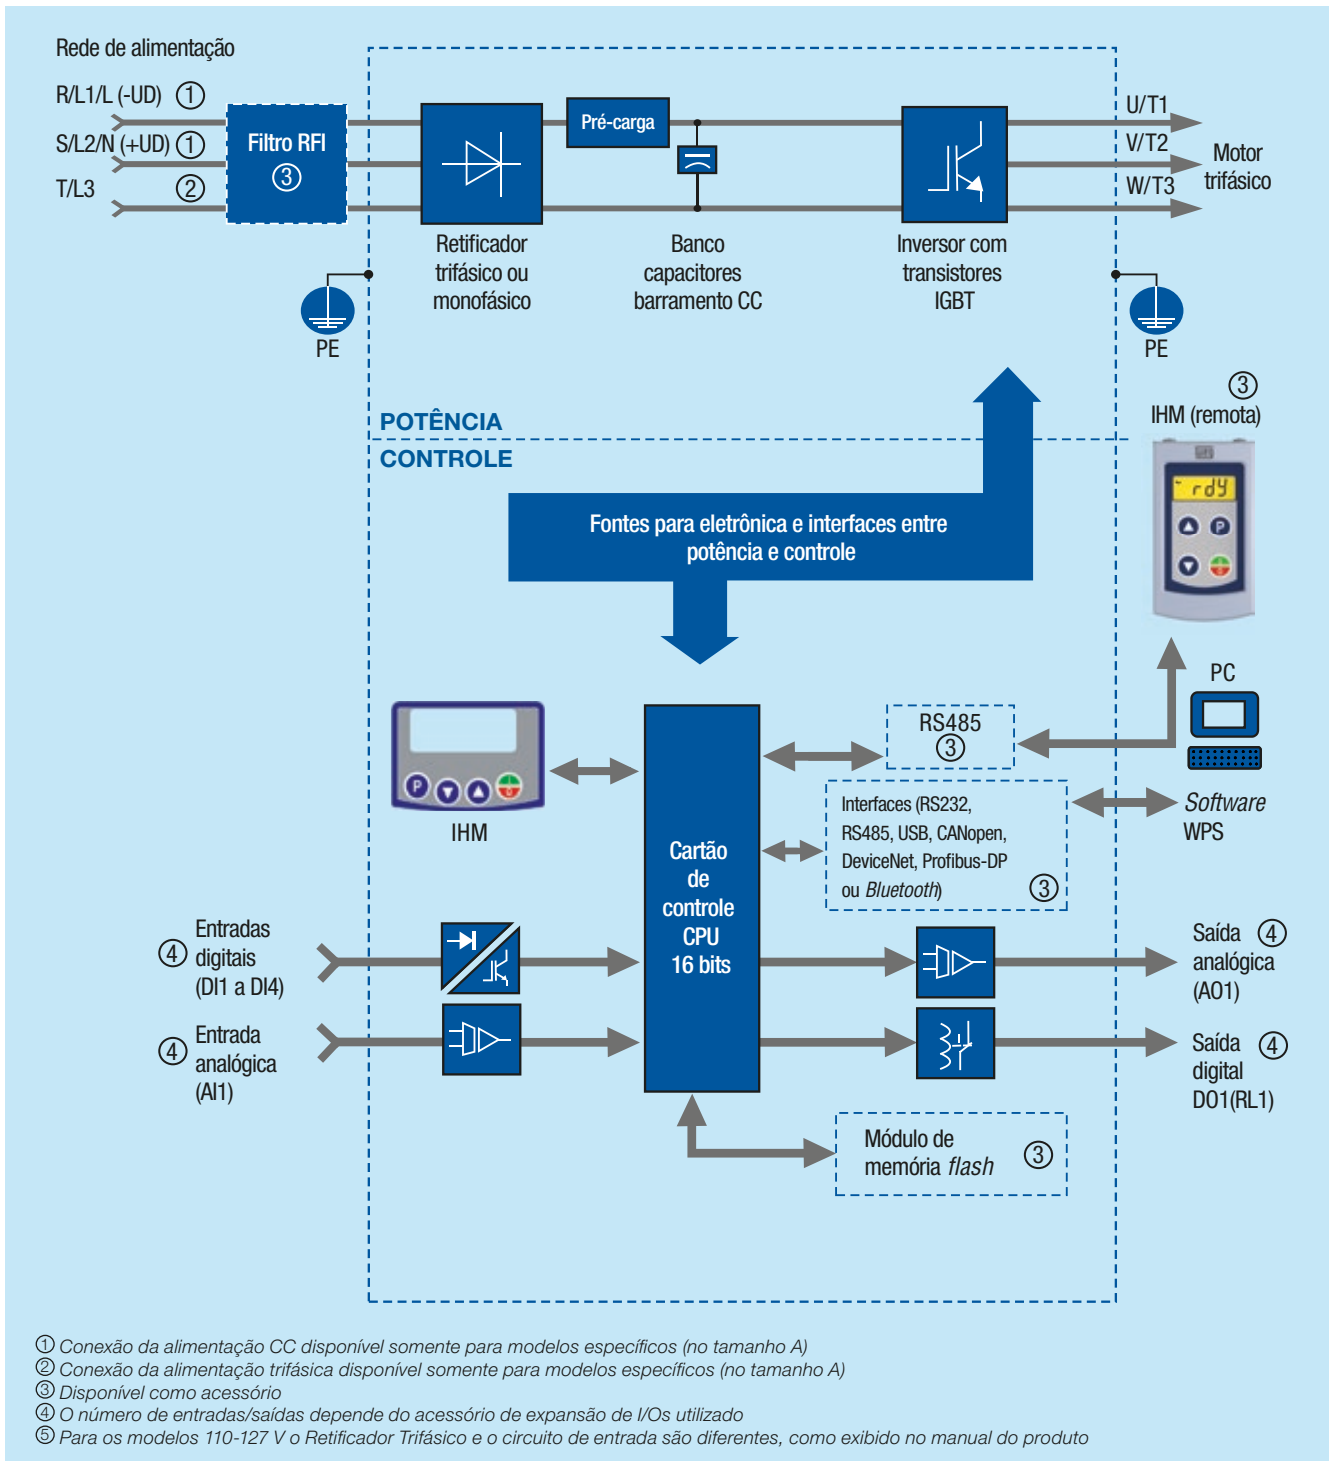 Rede de alimentação
R/L1/L (-UD) ①
S/L2/N (+UD) ①
T/L3 ②
Filtro RFI
③
Pré-carga
U/T1
V/T2
W/T3
Motor
trifásico
Retificador
trifásico ou
monofásico
Banco
capacitores
barramento CC
Inversor com
transistores
IGBT
PE
PE
POTÊNCIA
CONTROLE
③
IHM (remota)
rdy
P
Fontes para eletrônica e interfaces entre
potência e controle
PC
Software
WPS
RS485
③
Interfaces (RS232,
RS485, USB, CANopen,
DeviceNet, Profibus-DP
ou Bluetooth) ③
P
IHM
Cartão
de
controle
CPU
16 bits
④ Entradas
digitais
(DI1 a DI4)
④ Entrada
analógica
(AI1)
Saída ④
analógica
(AO1)
Saída ④
digital
DO1(RL1)
Módulo de
memória flash ③
① Conexão da alimentação CC disponível somente para modelos específicos (no tamanho A)
② Conexão da alimentação trifásica disponível somente para modelos específicos (no tamanho A)
③ Disponível como acessório
④ O número de entradas/saídas depende do acessório de expansão de I/Os utilizado
⑤ Para os modelos 110-127 V o Retificador Trifásico e o circuito de entrada são diferentes, como exibido no manual do produto